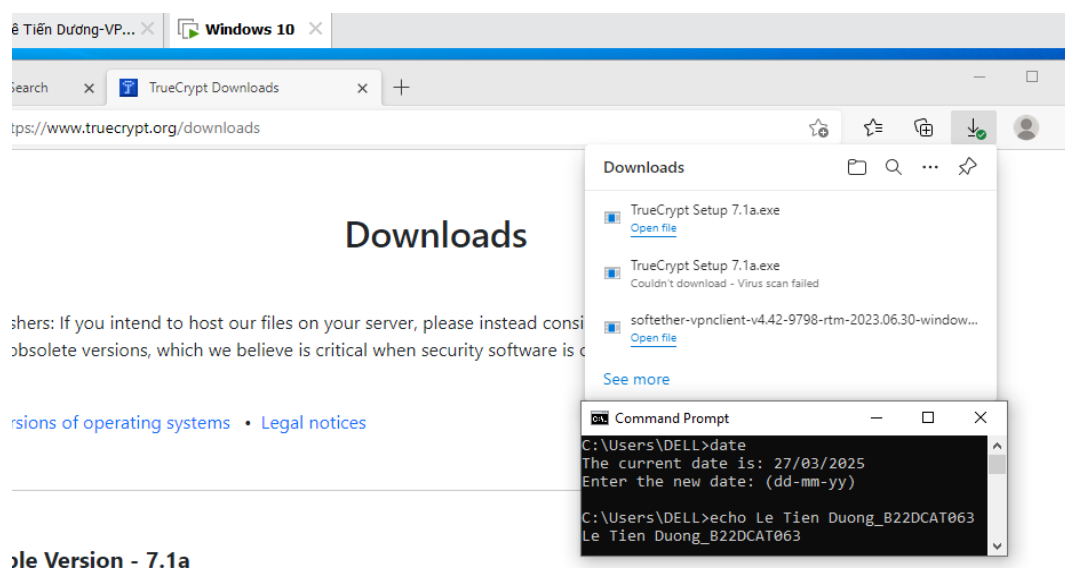 ê Tiến Dương-VP...
Windows 10
Search
TrueCrypt Downloads
tps://www.truecrypt.org/downloads
Downloads
TrueCrypt Setup 7.1a.exe
Open file
TrueCrypt Setup 7.1a.exe
Couldn't download - Virus scan failed
softether-vpnclient-v4.42-9798-rtm-2023.06.30-window...
Open file
See more
Downloads
shers: If you intend to host our files on your server, please instead consi
obsolete versions, which we believe is critical when security software is
rsions of operating systems • Legal notices
ble Version - 7.1a
Command Prompt
C:\Users\DELL>date
The current date is: 27/03/2025
Enter the new date: (dd-mm-yy)
C:\Users\DELL>echo Le Tien Duong_B22DCAT063
Le Tien Duong_B22DCAT063